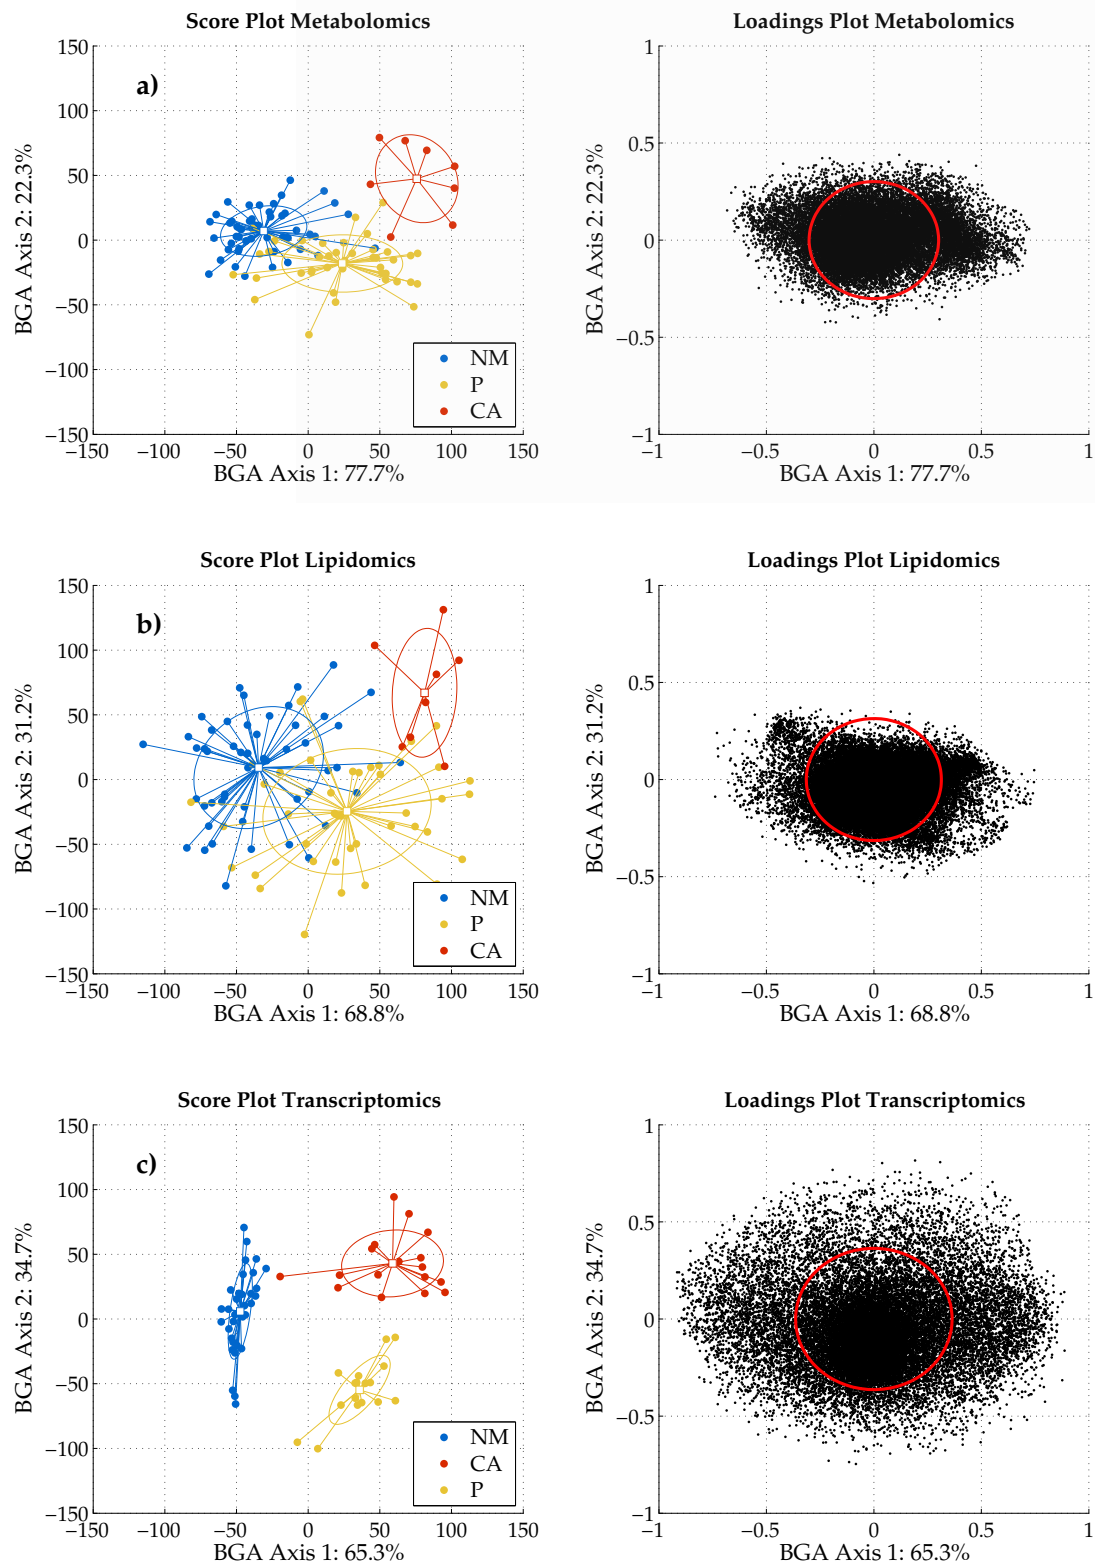 Score Plot Metabolomics
150
100
50
0
−50
−100
−150
−150 −100 −50 0 50 100 150
BGA Axis 2: 22.3%
BGA Axis 1: 77.7%
a)
NM
P
CA
Loadings Plot Metabolomics
1
0.5
0
−0.5
−1
−1 −0.5 0 0.5 1
BGA Axis 2: 22.3%
BGA Axis 1: 77.7%
Score Plot Lipidomics
150
100
50
0
−50
−100
−150
−150 −100 −50 0 50 100 150
BGA Axis 2: 31.2%
BGA Axis 1: 68.8%
b)
NM
P
CA
Loadings Plot Lipidomics
1
0.5
0
−0.5
−1
−1 −0.5 0 0.5 1
BGA Axis 2: 31.2%
BGA Axis 1: 68.8%
Score Plot Transcriptomics
150
100
50
0
−50
−100
−150
−150 −100 −50 0 50 100 150
BGA Axis 2: 34.7%
BGA Axis 1: 65.3%
c)
NM
CA
P
Loadings Plot Transcriptomics
1
0.5
0
−0.5
−1
−1 −0.5 0 0.5 1
BGA Axis 2: 34.7%
BGA Axis 1: 65.3%